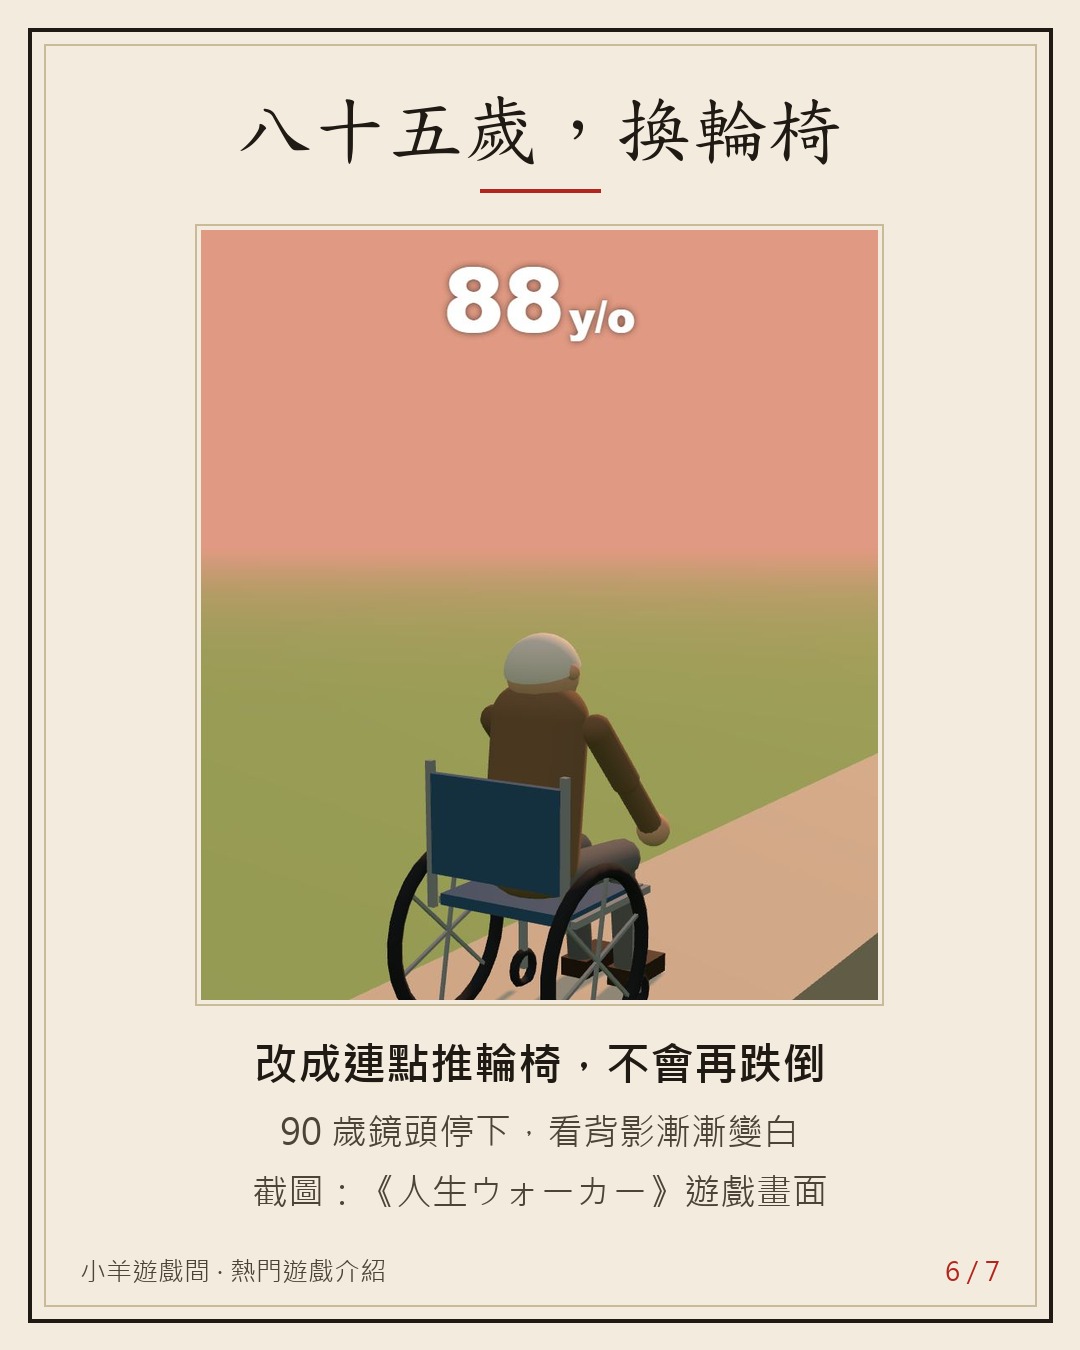 八十五歲，換輪椅
88 y/o
改成連點推輪椅，不會再跌倒
90 歲鏡頭停下，看背影漸漸變白
截圖：《人生ウォーカー》遊戲畫面
小羊遊戲間·熱門遊戲介紹
6 / 7